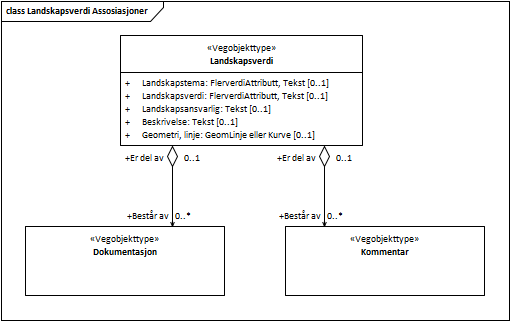 class Landskapsverdi Assosiasjoner
«Vegobjekttype»
Landskapsverdi
+ Landskapstema: FlerverdiAttributt, Tekst [0..1]
+ Landskapsverdi: FlerverdiAttributt, Tekst [0..1]
+ Landskapsansvarlig: Tekst [0..1]
+ Beskrivelse: Tekst [0..1]
+ Geometri, linje: GeomLinje eller Kurve [0..1]
+Er del av 0..1
+Er del av 0..1
+Består av 0..*
+Består av 0..*
«Vegobjekttype»
Dokumentasjon
«Vegobjekttype»
Kommentar